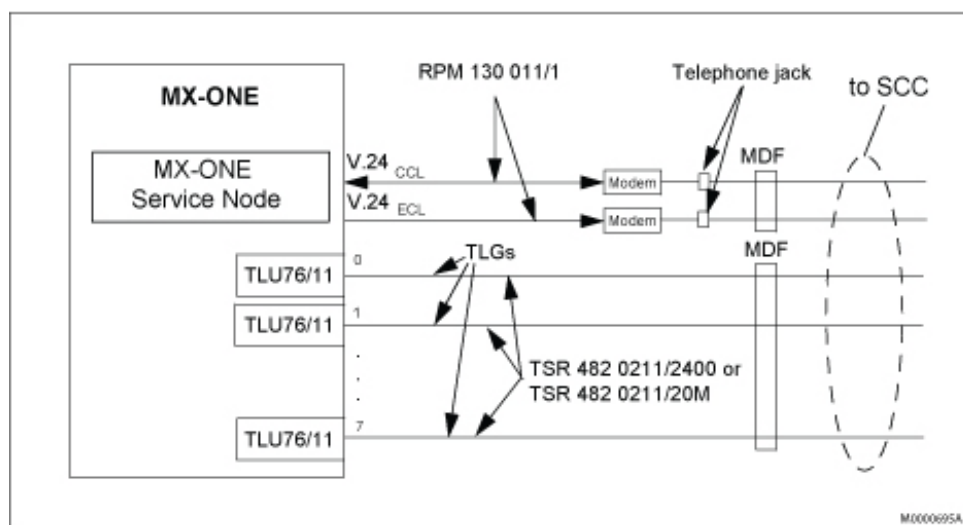 RPM 130 011/1
Telephone jack
to SCC
MX-ONE
MX-ONE
Service Node
V.24 CCL
Modem
MDF
V.24 ECL
Modem
MDF
TLGs
TLU76/11
0
TLU76/11
1
.
.
.
TSR 482 0211/2400 or
TSR 482 0211/20M
TLU76/11
7
M0000695A